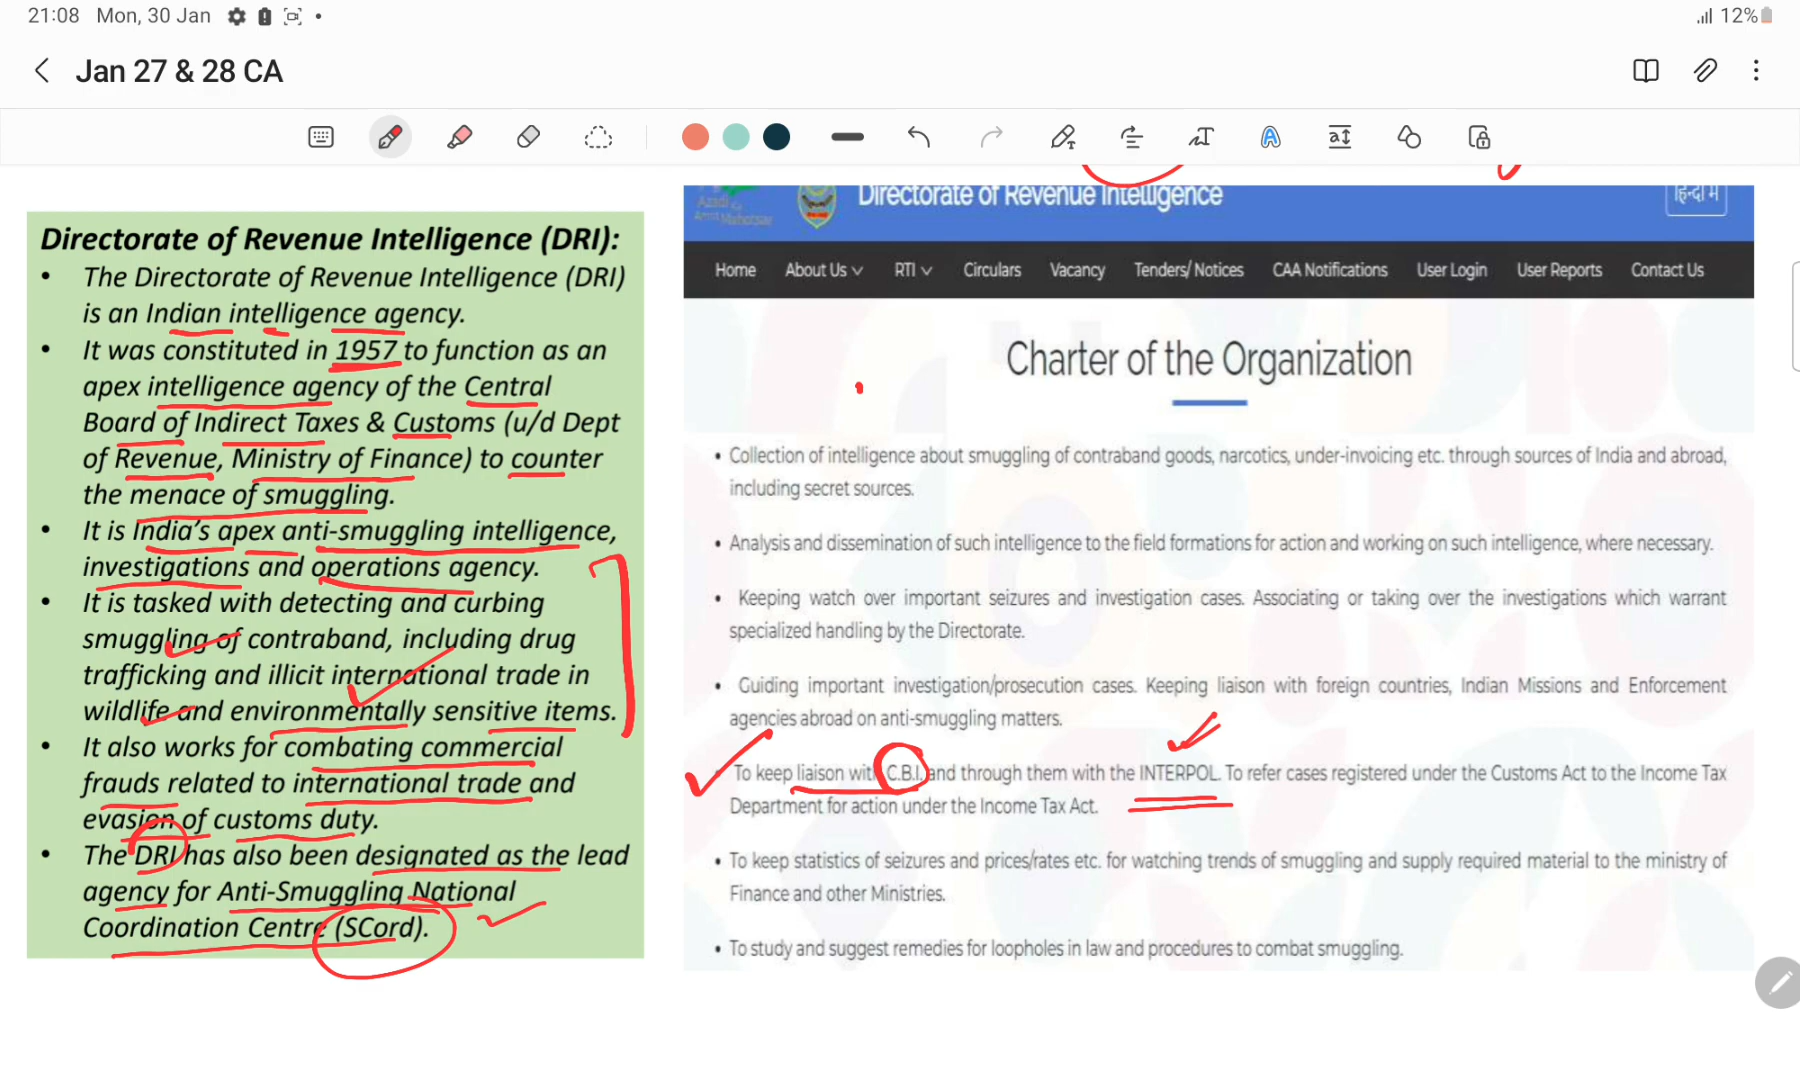 21:08 Mon, 30 Jan
12%
Jan 27 & 28 CA
Directorate of Revenue Intelligence (DRI):
• The Directorate of Revenue Intelligence (DRI)
is an Indian intelligence agency.
• It was constituted in 1957 to function as an
apex intelligence agency of the Central
Board of Indirect Taxes & Customs (u/d Dept
of Revenue, Ministry of Finance) to counter
the menace of smuggling.
• It is India's apex anti-smuggling intelligence,
investigations and operations agency.
• It is tasked with detecting and curbing
smuggling of contraband, including drug
trafficking and illicit international trade in
wildlife and environmentally sensitive items.
• It also works for combating commercial
frauds related to international trade and
evasion of customs duty.
• The DRI has also been designated as the lead
agency for Anti-Smuggling National
Coordination Centre (SCord).
Azadi
Amrit Mahotsav
Directorate of Revenue Intelligence
हिन्दी में
Home About Us RTI Circulars Vacancy Tenders/ Notices CAA Notifications User Login User Reports Contact Us
Charter of the Organization
• Collection of intelligence about smuggling of contraband goods, narcotics, under-invoicing etc. through sources of India and abroad,
including secret sources.
• Analysis and dissemination of such intelligence to the field formations for action and working on such intelligence, where necessary.
• Keeping watch over important seizures and investigation cases. Associating or taking over the investigations which warrant
specialized handling by the Directorate.
• Guiding important investigation/prosecution cases. Keeping liaison with foreign countries, Indian Missions and Enforcement
agencies abroad on anti-smuggling matters.
• To keep liaison with C.B.I. and through them with the INTERPOL. To refer cases registered under the Customs Act to the Income Tax
Department for action under the Income Tax Act.
• To keep statistics of seizures and prices/rates etc. for watching trends of smuggling and supply required material to the ministry of
Finance and other Ministries.
• To study and suggest remedies for loopholes in law and procedures to combat smuggling.